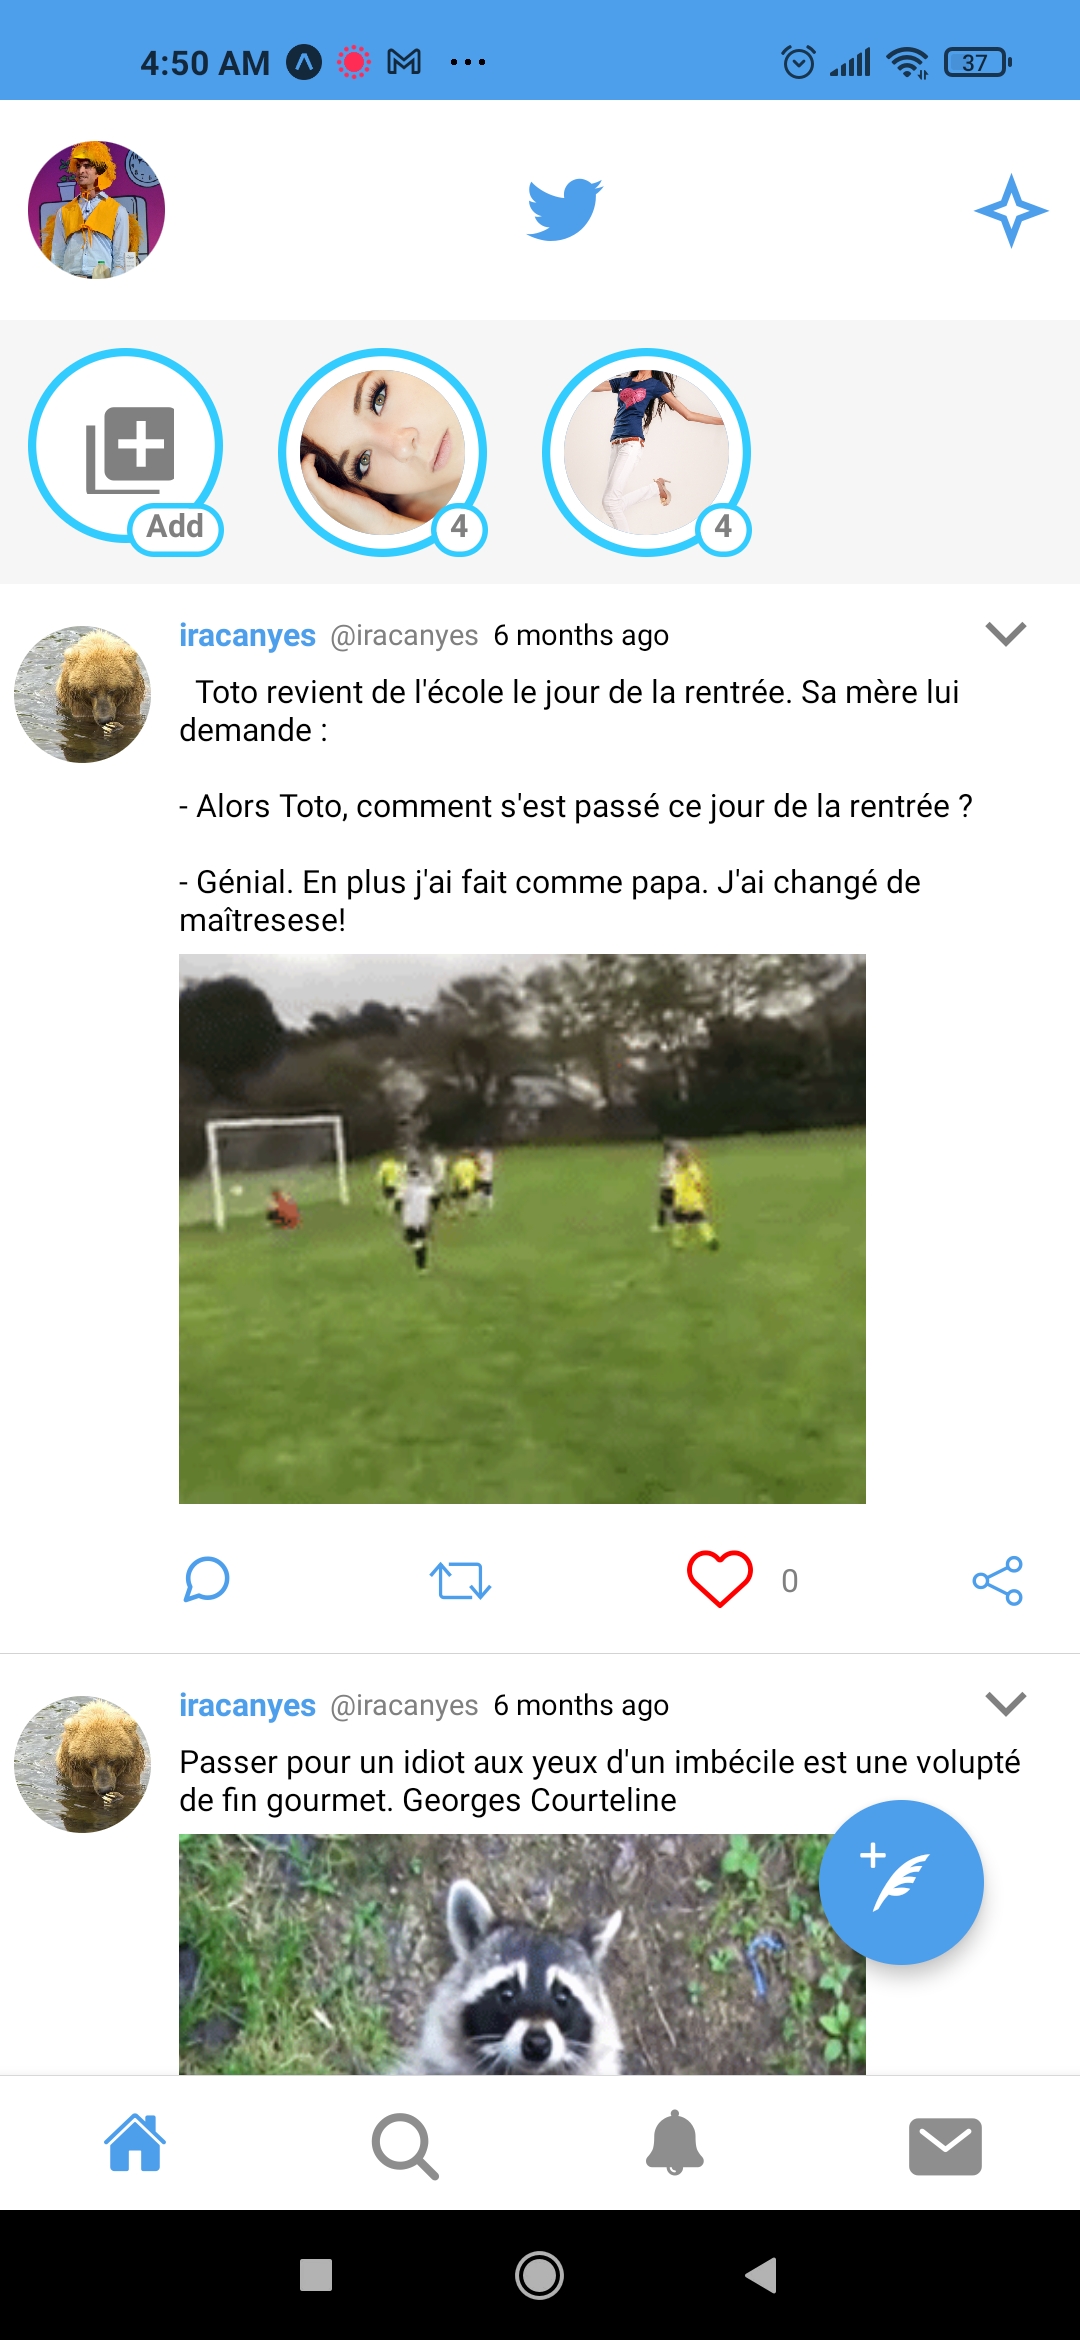 4:50 AM
37
Add
4
4
iracanyes @iracanyes 6 months ago
Toto revient de l'école le jour de la rentrée. Sa mère lui
demande :
- Alors Toto, comment s'est passé ce jour de la rentrée ?
- Génial. En plus j'ai fait comme papa. J'ai changé de
maîtresese!
0
iracanyes @iracanyes 6 months ago
Passer pour un idiot aux yeux d'un imbécile est une volupté
de fin gourmet. Georges Courteline